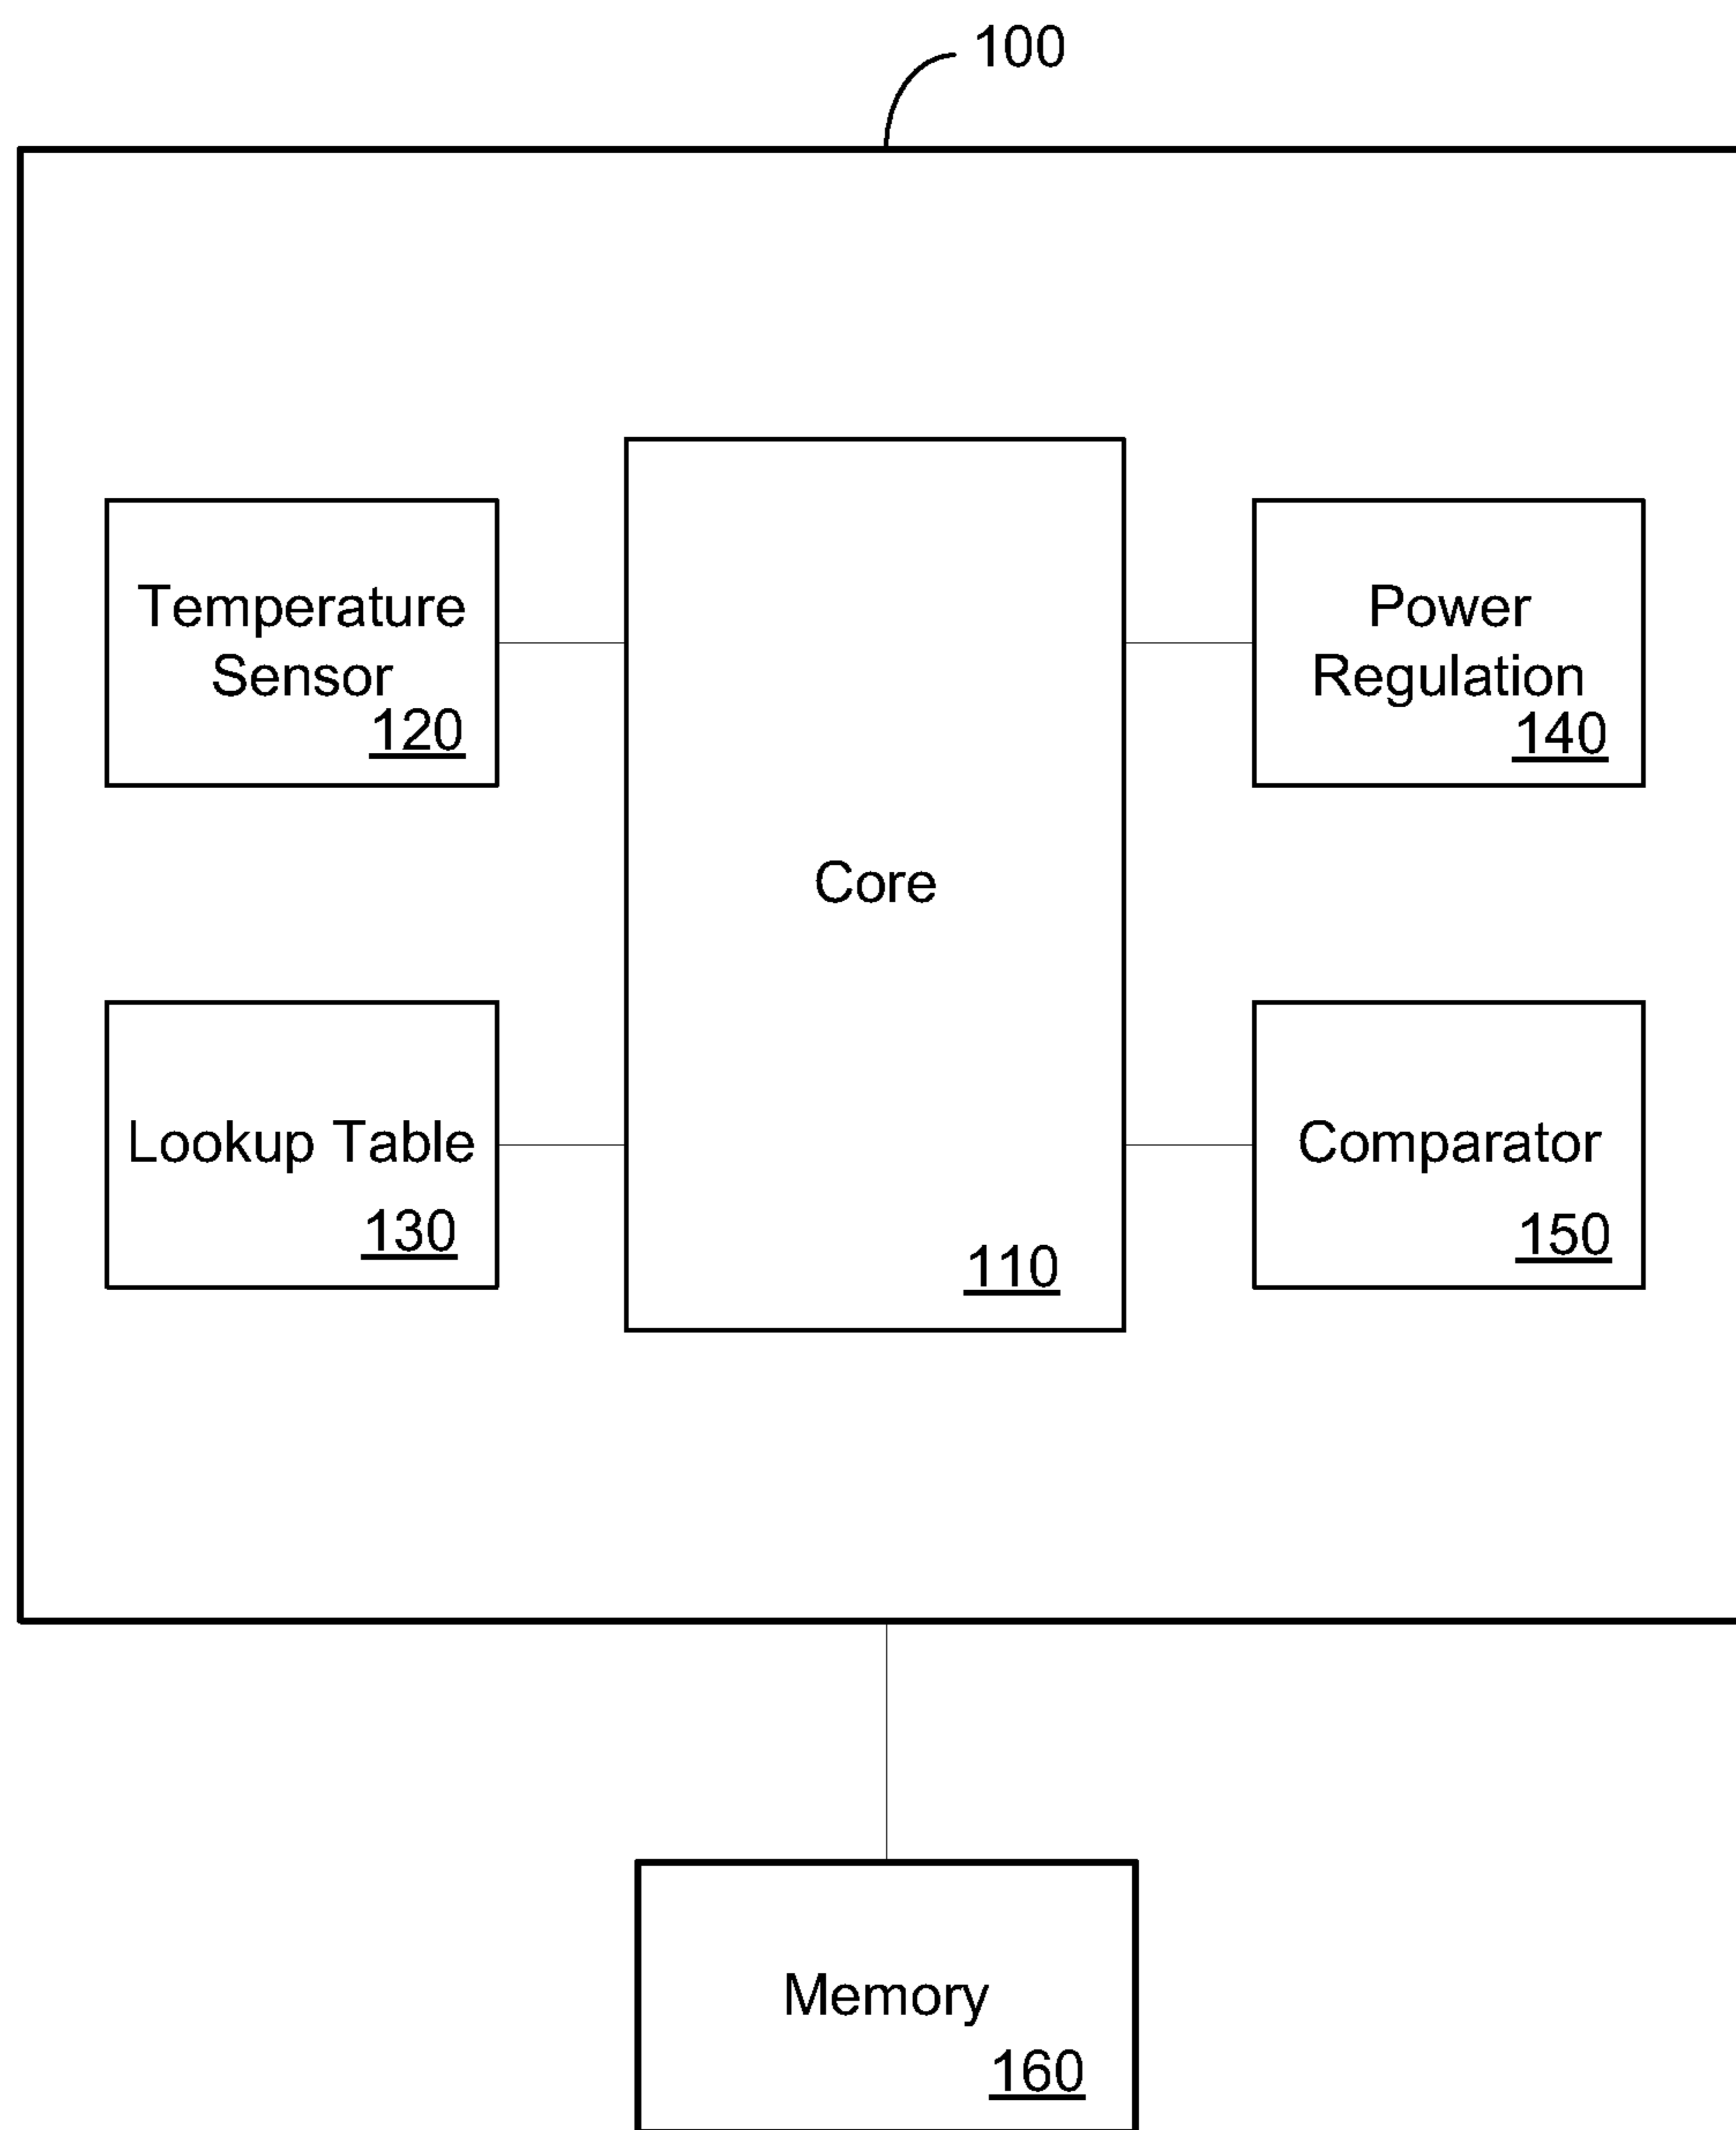 100
Temperature
Sensor
120
Power
Regulation
140
Core
110
Lookup Table
130
Comparator
150
Memory
160